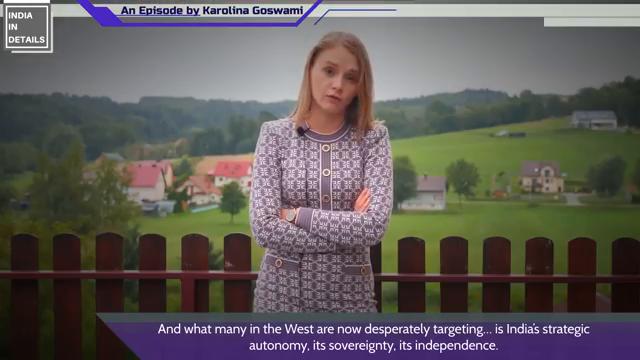 INDIA
IN
DETAILS
An Episode by Karolina Goswami
And what many in the West are now desperately targeting... is India's strategic
autonomy, its sovereignty, its independence.